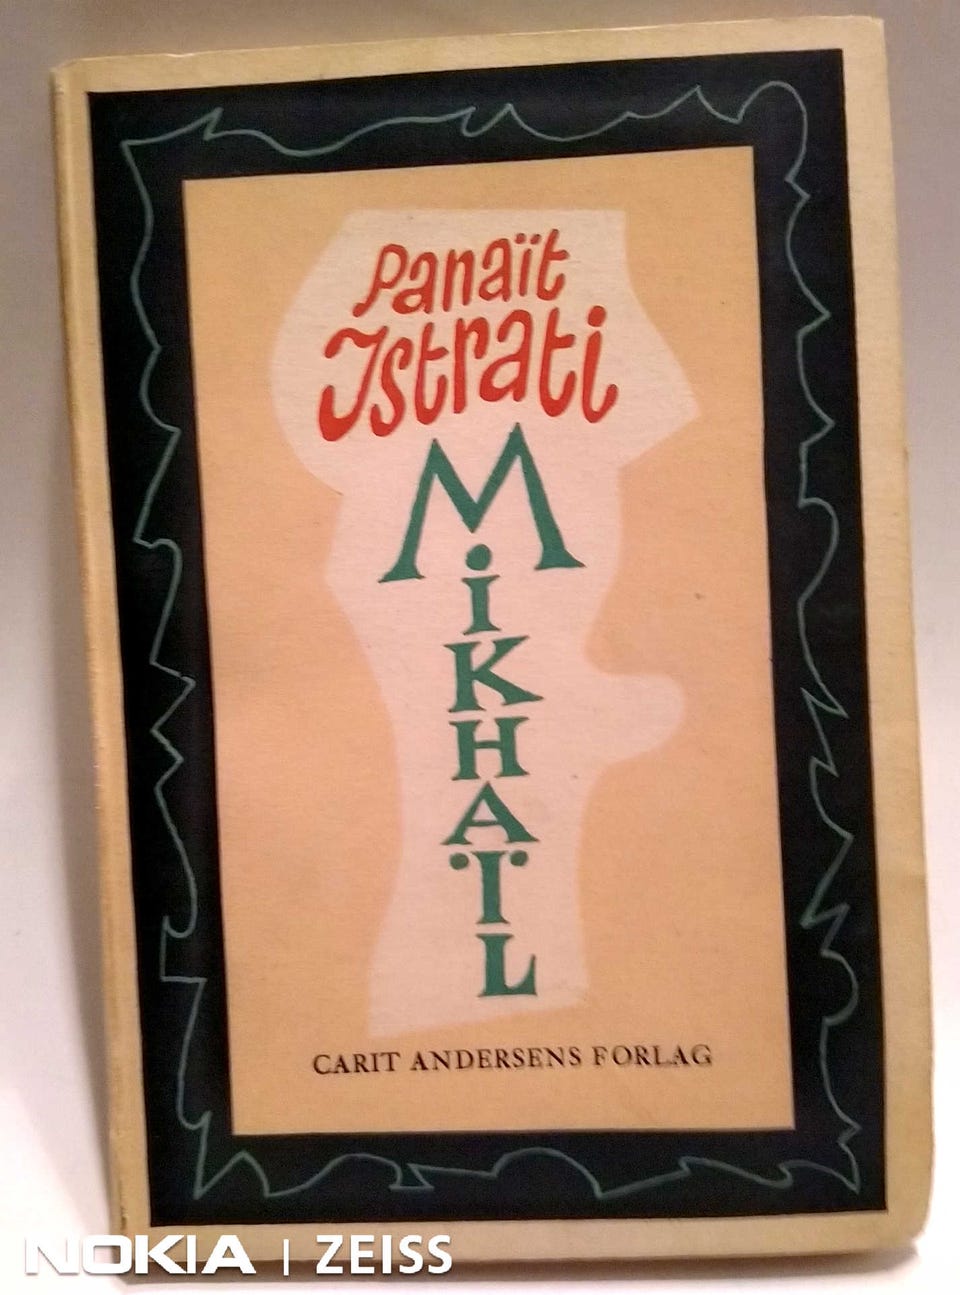 Panaït
Istrati
MiKHAÏL
CARIT ANDERSENS FORLAG
NOKIA | ZEISS